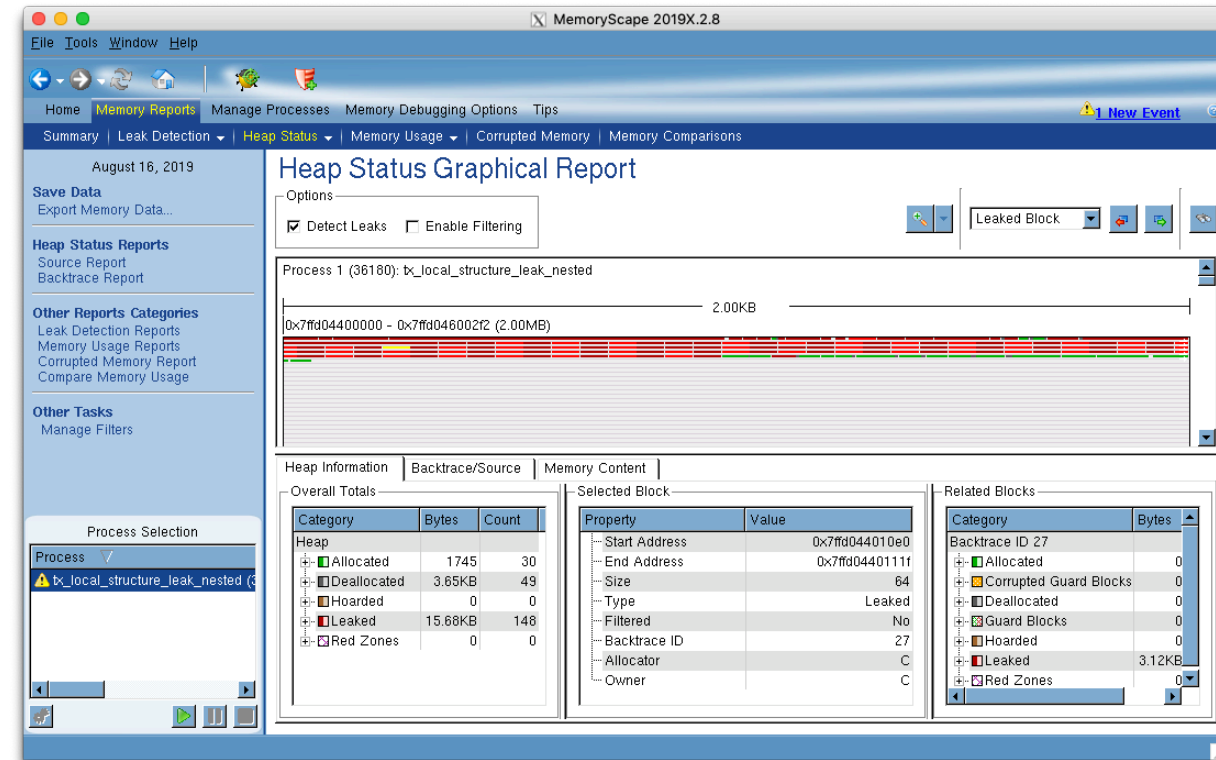 MemoryScape 2019X.2.8
File Tools Window Help
Home Memory Reports Manage Processes Memory Debugging Options Tips 1 New Event
Summary Leak Detection Heap Status Memory Usage Corrupted Memory Memory Comparisons
August 16, 2019
Save Data
Export Memory Data...
Heap Status Reports
Source Report
Backtrace Report
Other Reports Categories
Leak Detection Reports
Memory Usage Reports
Corrupted Memory Report
Compare Memory Usage
Other Tasks
Manage Filters
Process Selection
Process
tx_local_structure_leak_nested (3
Heap Status Graphical Report
Options
Detect Leaks Enable Filtering
Leaked Block
Process 1 (36180): tx_local_structure_leak_nested
2.00KB
0x7ffd04400000 - 0x7ffd046002f2 (2.00MB)
Heap Information Backtrace/Source Memory Content
Overall Totals
Category Bytes Count
Heap
Allocated 1745 30
Deallocated 3.65KB 49
Hoarded 0 0
Leaked 15.68KB 148
Red Zones 0 0
Selected Block
Property Value
Start Address 0x7ffd044010e0
End Address 0x7ffd0440111f
Size 64
Type Leaked
Filtered No
Backtrace ID 27
Allocator C
Owner C
Related Blocks
Category Bytes
Backtrace ID 27
Allocated 0
Corrupted Guard Blocks 0
Deallocated 0
Guard Blocks 0
Hoarded 0
Leaked 3.12KB
Red Zones 0